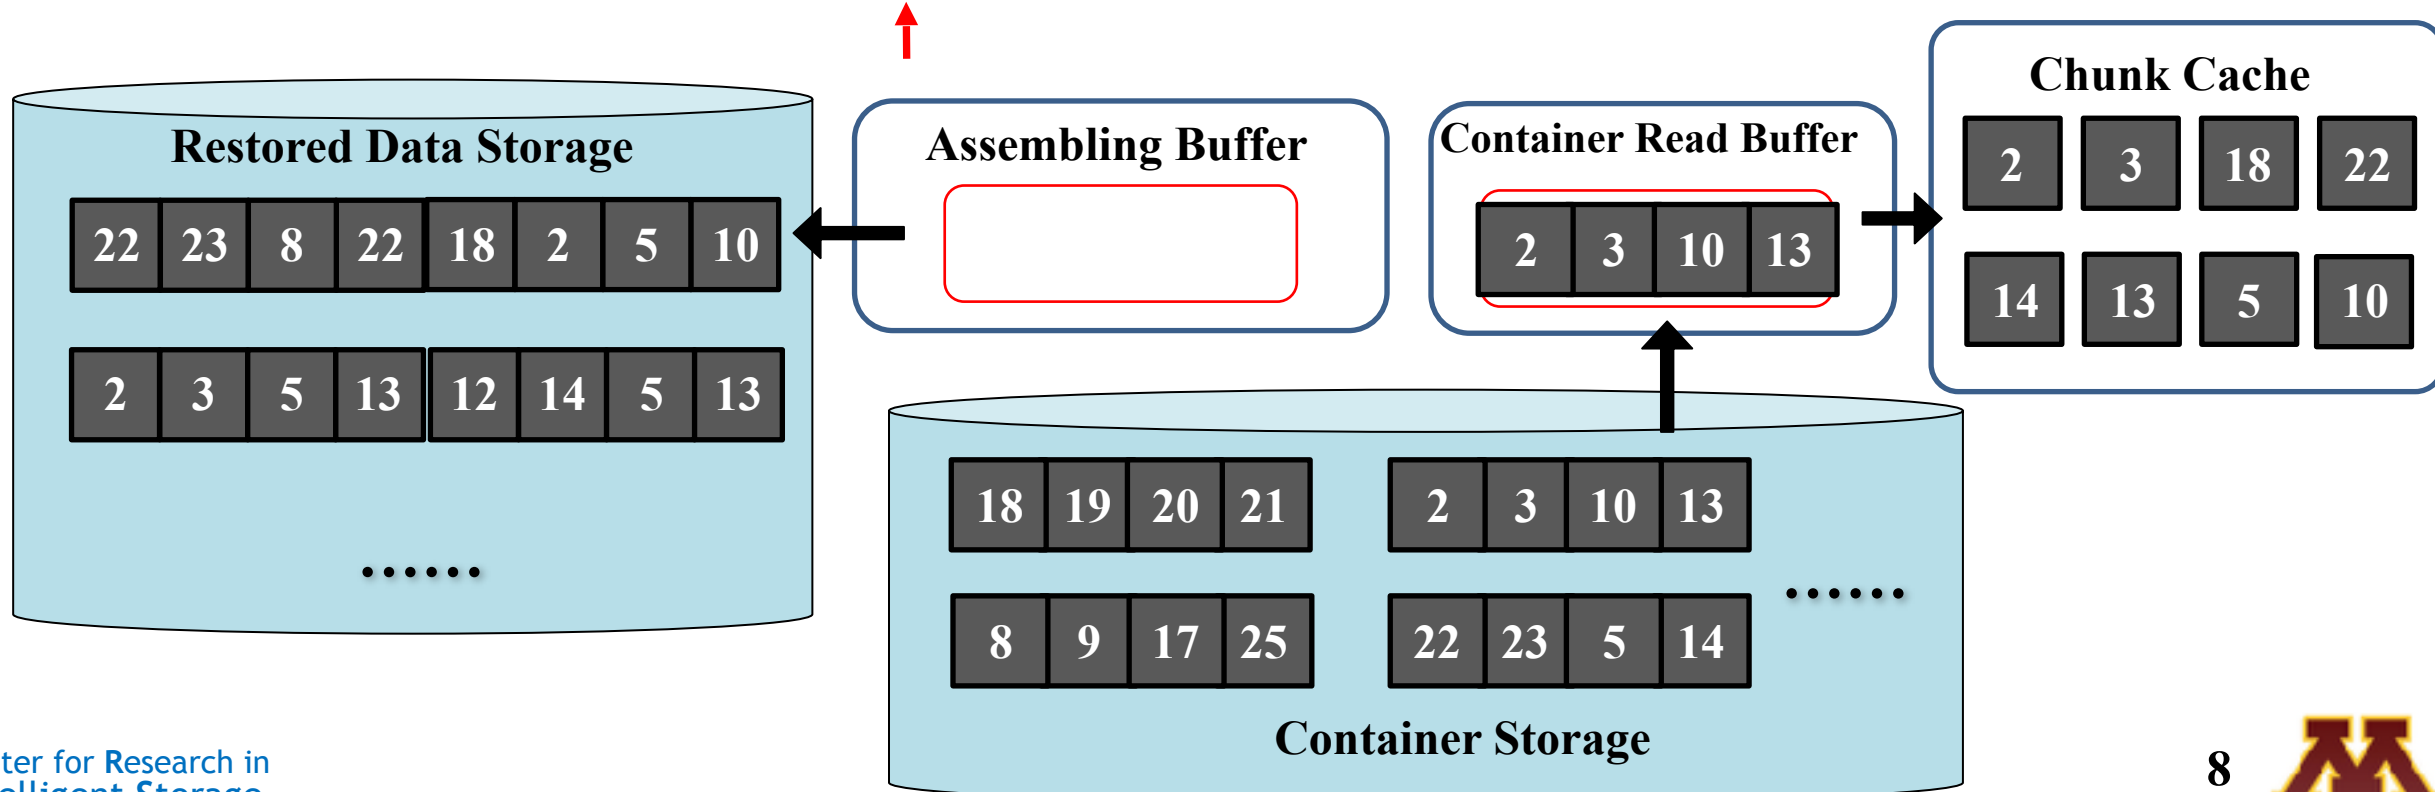 Restored Data Storage
22 23 8 22 18 2 5 10
2 3 5 13 12 14 5 13
......
Assembling Buffer
Container Read Buffer
2 3 10 13
Chunk Cache
2 3 18 22
14 13 5 10
18 19 20 21 2 3 10 13
8 9 17 25 22 23 5 14
......
Container Storage
ter for Research in
elligent Storage
8